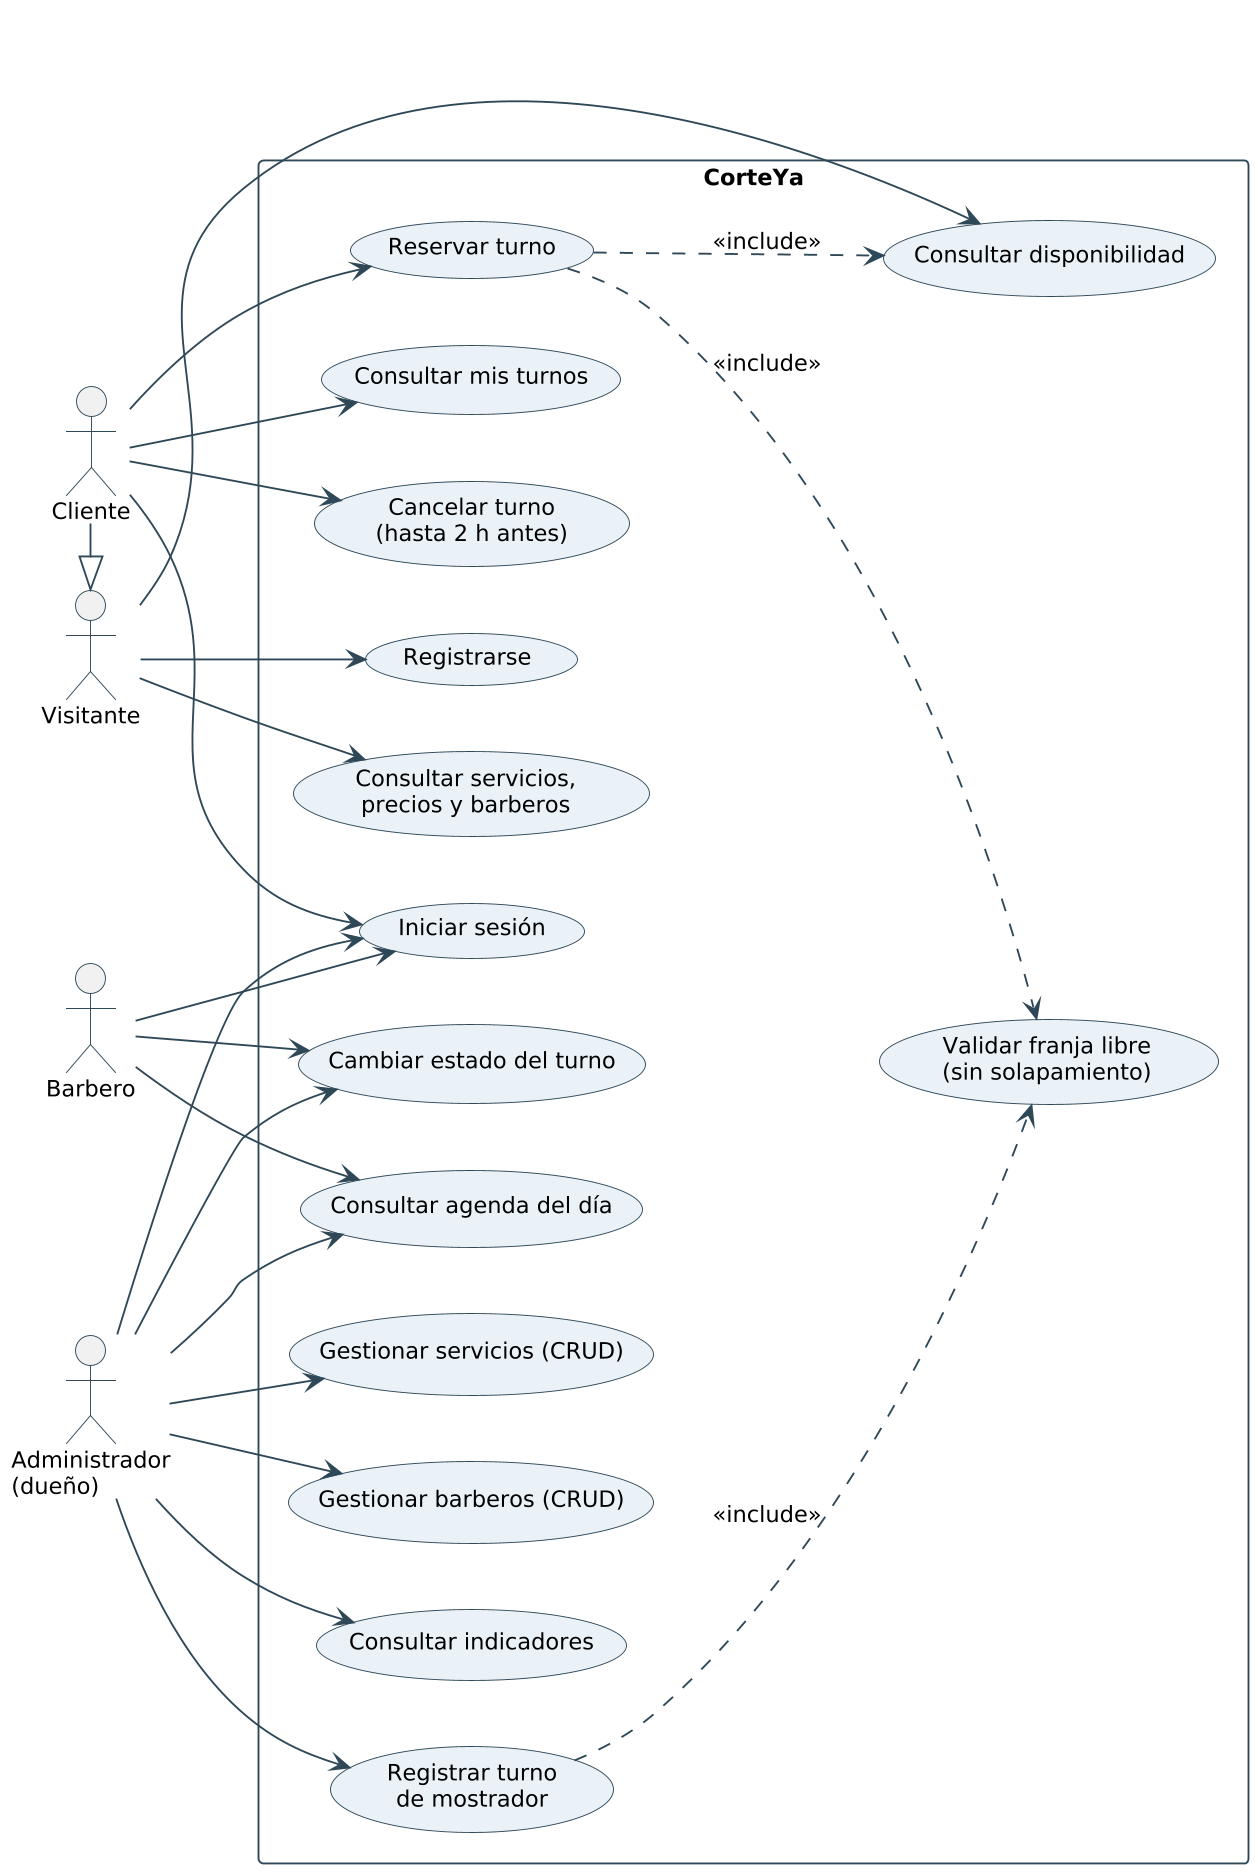 CorteYa
Reservar turno
«include»
Consultar disponibilidad
«include»
Consultar mis turnos
Cliente
Cancelar turno
(hasta 2 h antes)
Registrarse
Visitante
Consultar servicios,
precios y barberos
Iniciar sesión
Barbero
Cambiar estado del turno
Validar franja libre
(sin solapamiento)
Consultar agenda del día
Gestionar servicios (CRUD)
Administrador
(dueño)
Gestionar barberos (CRUD)
«include»
Consultar indicadores
Registrar turno
de mostrador